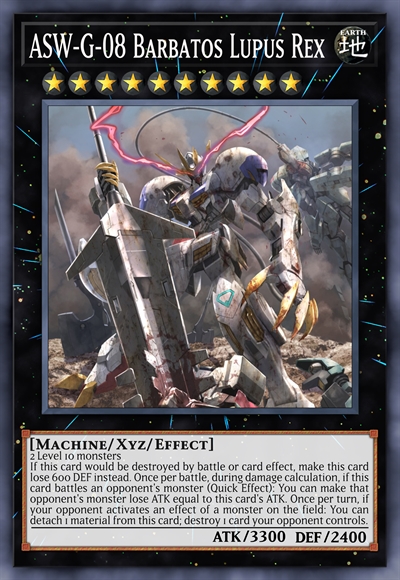 ASW-G-08 Barbatos Lupus Rex
EARTH
地
[Machine/Xyz/Effect]
2 Level 10 monsters
If this card would be destroyed by battle or card effect, make this card
lose 600 DEF instead. Once per battle, during damage calculation, if this
card battles an opponent's monster (Quick Effect): You can make that
opponent's monster lose ATK equal to this card's ATK. Once per turn, if
your opponent activates an effect of a monster on the field: You can
detach 1 material from this card; destroy 1 card your opponent controls.
ATK/3300 DEF/2400